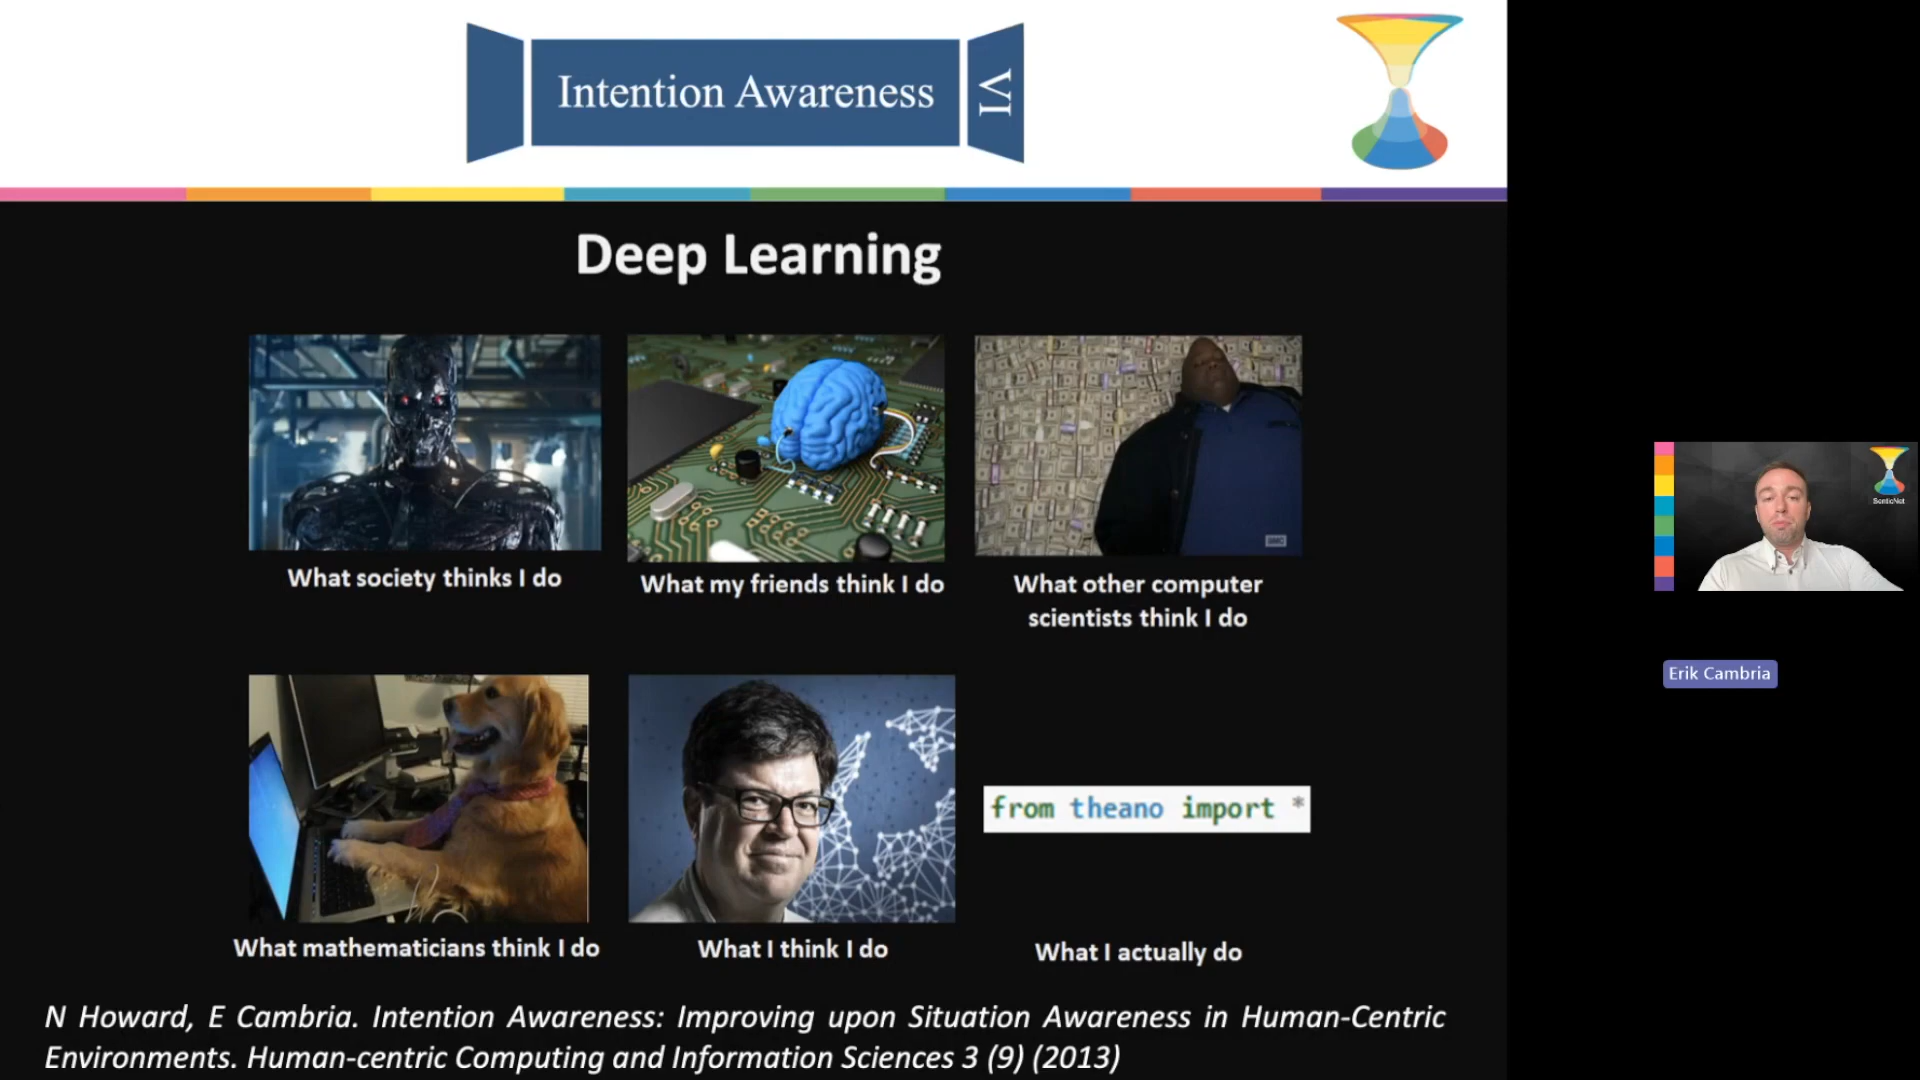 Intention Awareness
VI
Deep Learning
What society thinks I do
What my friends think I do
What other computer
scientists think I do
amc
What mathematicians think I do
What I think I do
from theano import *
What I actually do
N Howard, E Cambria. Intention Awareness: Improving upon Situation Awareness in Human-Centric
Environments. Human-centric Computing and Information Sciences 3 (9) (2013)
SenticNet
Erik Cambria